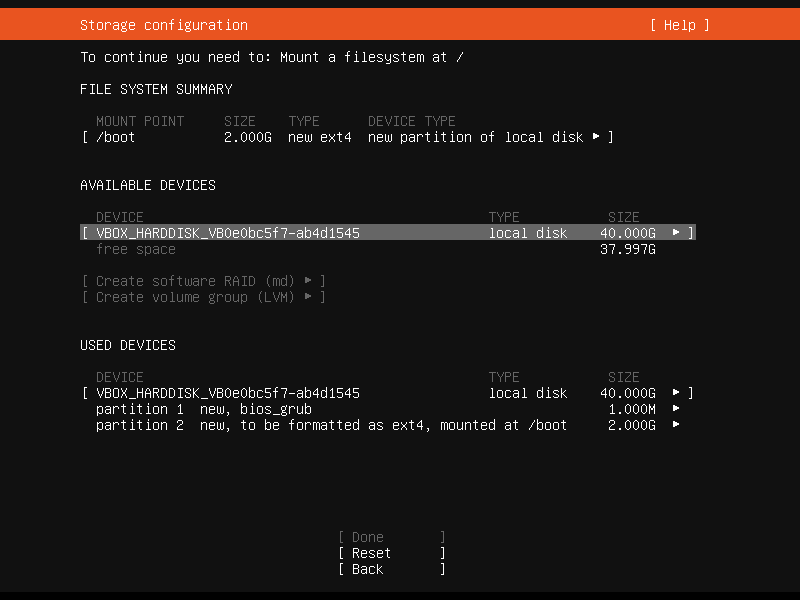 Storage configuration [ Help ]
To continue you need to: Mount a filesystem at /
FILE SYSTEM SUMMARY
MOUNT POINT SIZE TYPE DEVICE TYPE
[ /boot 2.000G new ext4 new partition of local disk ▸ ]
AVAILABLE DEVICES
DEVICE TYPE SIZE
[ VBOX_HARDDISK_VB0e0bc5f7-ab4d1545 local disk 40.000G ▸ ]
free space 37.997G
[ Create software RAID (md) ▸ ]
[ Create volume group (LVM) ▸ ]
USED DEVICES
DEVICE TYPE SIZE
[ VBOX_HARDDISK_VB0e0bc5f7-ab4d1545 local disk 40.000G ▸ ]
partition 1 new, bios_grub 1.000M ▸
partition 2 new, to be formatted as ext4, mounted at /boot 2.000G ▸
[ Done ]
[ Reset ]
[ Back ]